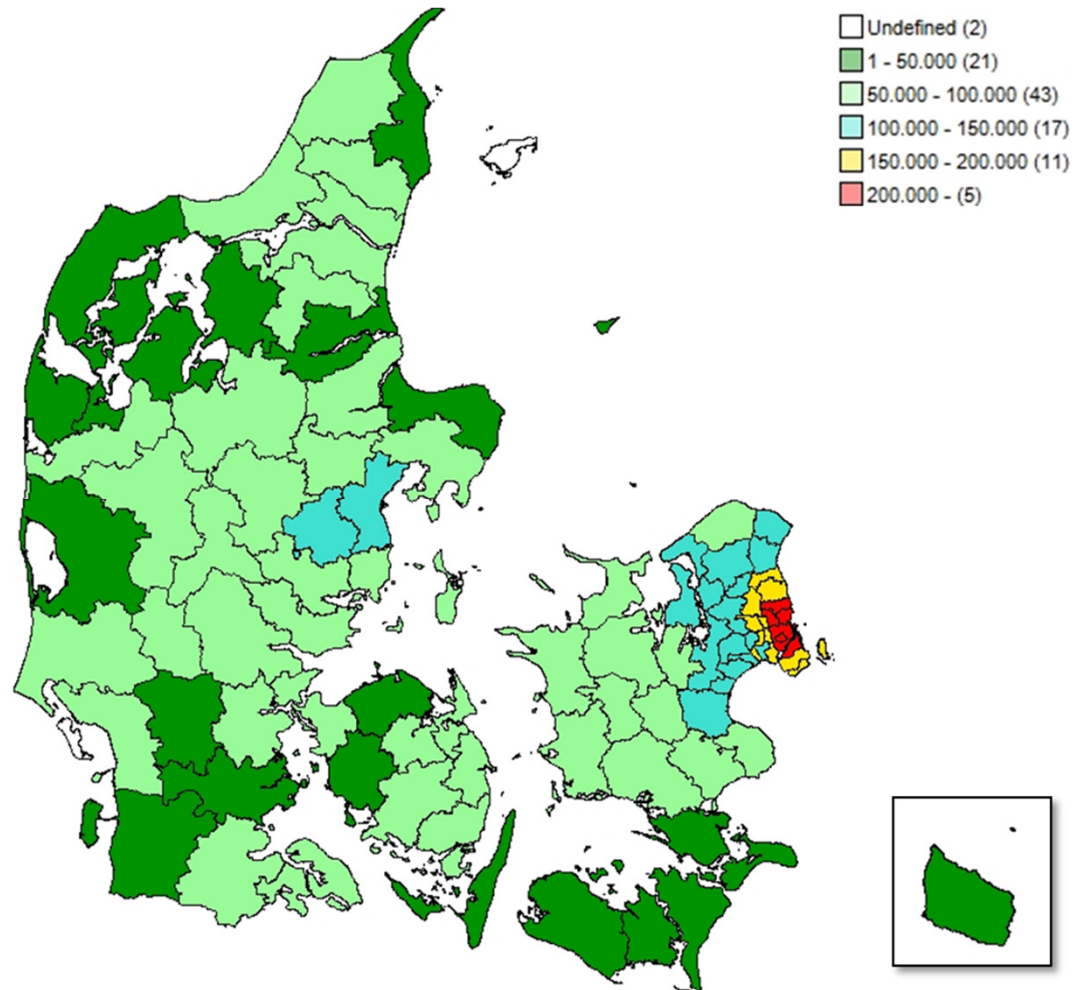 Undefined (2)
1 - 50.000 (21)
50.000 - 100.000 (43)
100.000 - 150.000 (17)
150.000 - 200.000 (11)
200.000 - (5)